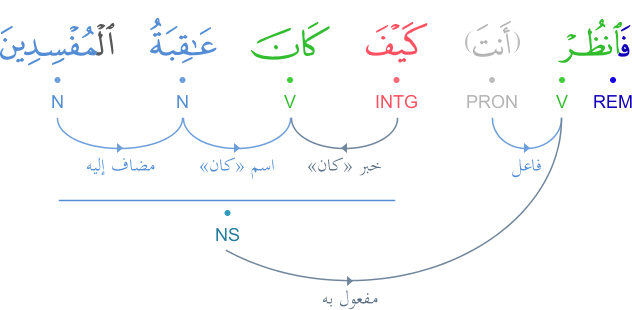 فَٱنظُرْ (أَنتَ) كَيْفَ كَانَ عَـٰقِبَةُ ٱلْمُفْسِدِينَ
REM V PRON INTG V N N
فاعل خبر «كان» اسم «كان» مضاف إليه
NS
مفعول به